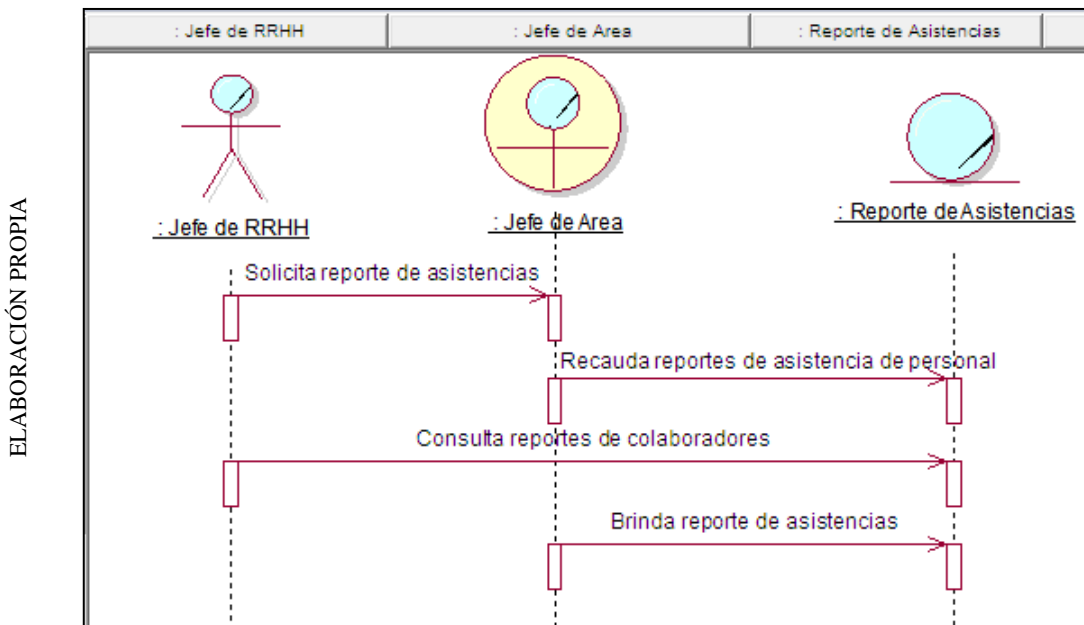 : Jefe de RRHH
: Jefe de Area
: Reporte de Asistencias
: Jefe de RRHH
: Jefe de Area
: Reporte de Asistencias
Solicita reporte de asistencias
Recauda reportes de asistencia de personal
Consulta reportes de colaboradores
Brinda reporte de asistencias
ELABORACIÓN PROPIA